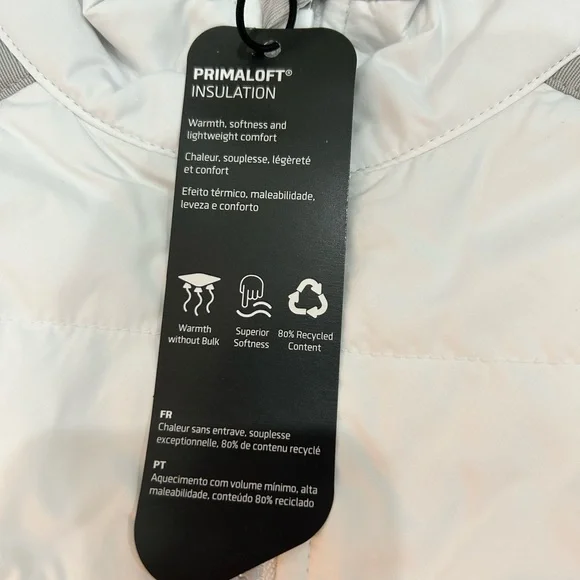 PRIMALOFT®
INSULATION
Warmth, softness and
lightweight comfort
Chaleur, souplesse, légèreté
et confort
Efeito térmico, maleabilidade,
leveza e conforto
Warmth
without Bulk
Superior
Softness
80% Recycled
Content
FR
Chaleur sans entrave, souplesse
exceptionnelle, 80% de contenu recyclé
PT
Aquecimento com volume mínimo, alta
maleabilidade, conteúdo 80% reciclado